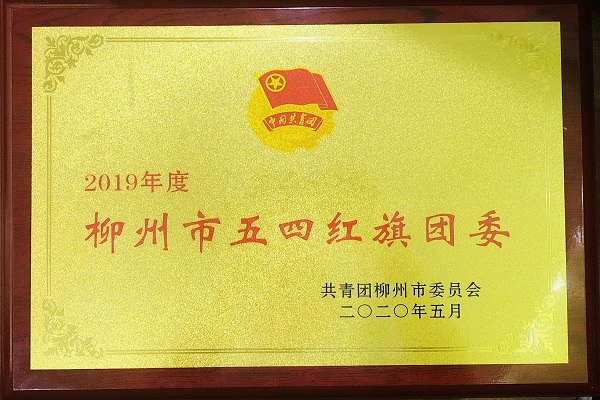 中国共青团
2019年度
柳州市五四红旗团委
共青团柳州市委员会
二〇二〇年五月